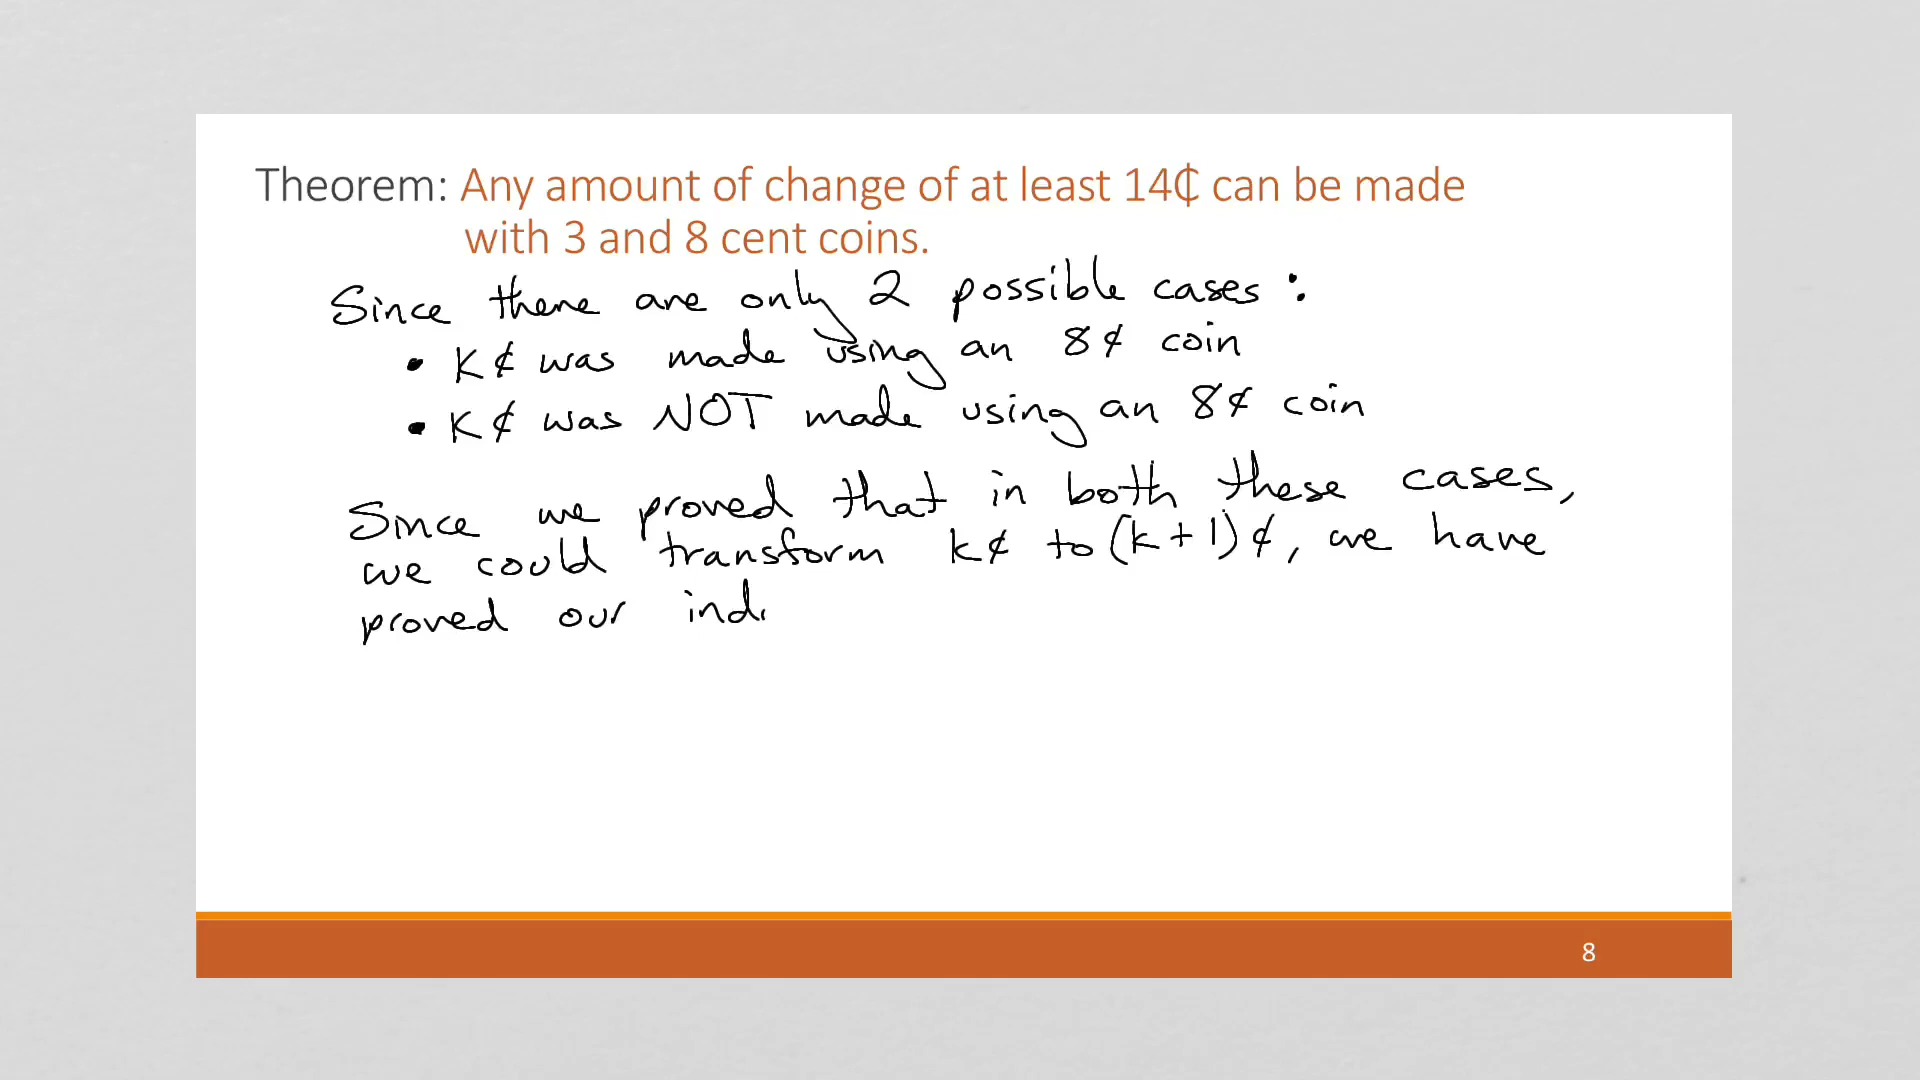 Theorem: Any amount of change of at least 14₵ can be made
with 3 and 8 cent coins.
Since there are only 2 possible cases:
• K¢ was made using an 8¢ coin
• K¢ was NOT made using an 8¢ coin
Since we proved that in both these cases,
we could transform k¢ to (k+1)¢, we have
proved our ind
8